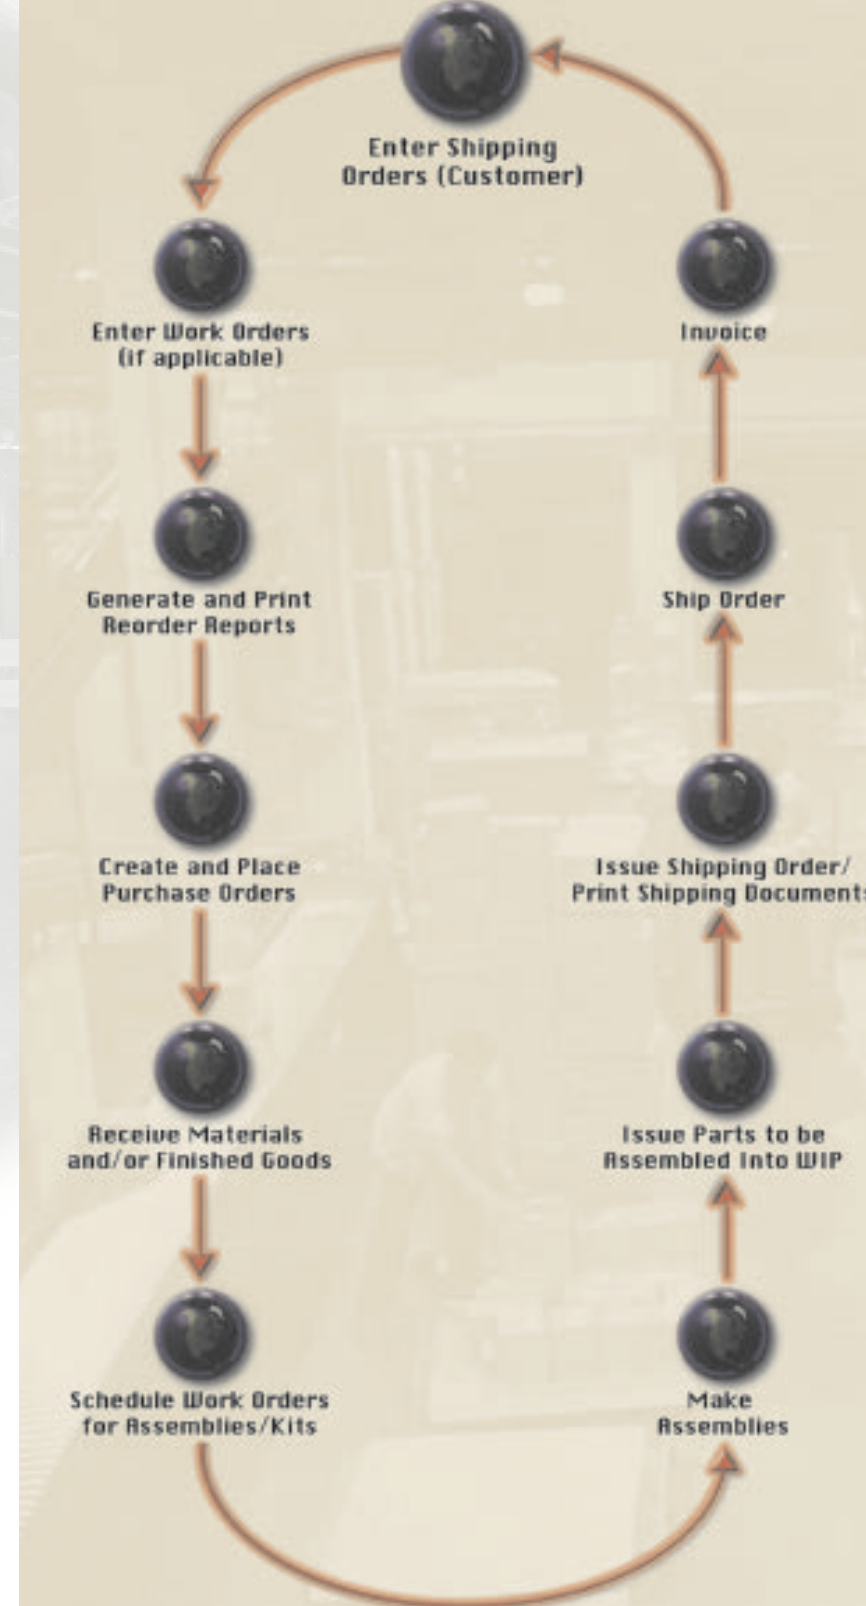 Enter Shipping
Orders (Customer)
Enter Work Orders
(if applicable)
Generate and Print
Reorder Reports
Create and Place
Purchase Orders
Receive Materials
and/or Finished Goods
Schedule Work Orders
for Assemblies/Kits
Make
Assemblies
Issue Parts to be
Assembled Into WIP
Issue Shipping Order/
Print Shipping Documents
Ship Order
Invoice